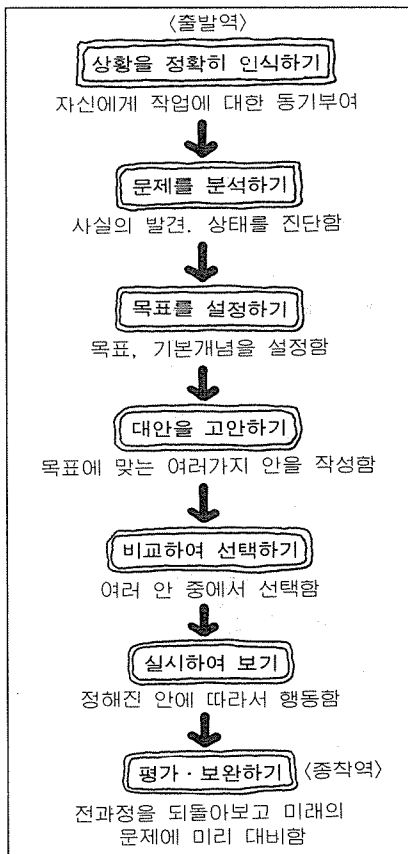 〈출발역〉
상황을 정확히 인식하기
자신에게 작업에 대한 동기부여
문제를 분석하기
사실의 발견. 상태를 진단함
목표를 설정하기
목표, 기본개념을 설정함
대안을 고안하기
목표에 맞는 여러가지 안을 작성함
비교하여 선택하기
여러 안 중에서 선택함
실시하여 보기
정해진 안에 따라서 행동함
평가·보완하기 〈종착역〉
전과정을 되돌아보고 미래의
문제에 미리 대비함